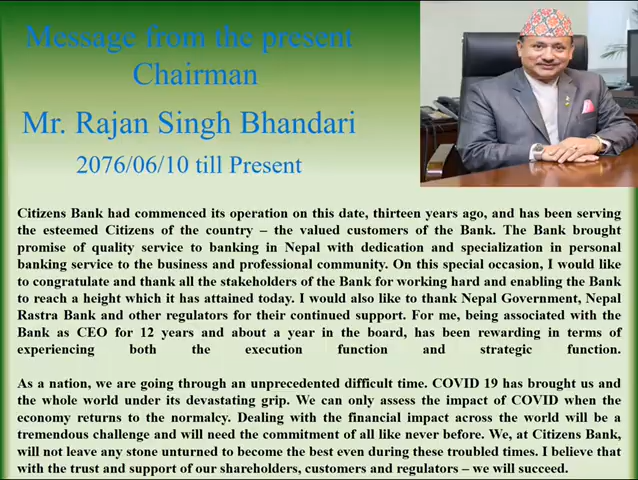 Message from the present
Chairman
Mr. Rajan Singh Bhandari
2076/06/10 till Present
Citizens Bank had commenced its operation on this date, thirteen years ago, and has been serving
the esteemed Citizens of the country – the valued customers of the Bank. The Bank brought
promise of quality service to banking in Nepal with dedication and specialization in personal
banking service to the business and professional community. On this special occasion, I would like
to congratulate and thank all the stakeholders of the Bank for working hard and enabling the Bank
to reach a height which it has attained today. I would also like to thank Nepal Government, Nepal
Rastra Bank and other regulators for their continued support. For me, being associated with the
Bank as CEO for 12 years and about a year in the board, has been rewarding in terms of
experiencing both the execution function and strategic function.
As a nation, we are going through an unprecedented difficult time. COVID 19 has brought us and
the whole world under its devastating grip. We can only assess the impact of COVID when the
economy returns to the normalcy. Dealing with the financial impact across the world will be a
tremendous challenge and will need the commitment of all like never before. We, at Citizens Bank,
will not leave any stone unturned to become the best even during these troubled times. I believe that
with the trust and support of our shareholders, customers and regulators – we will succeed.